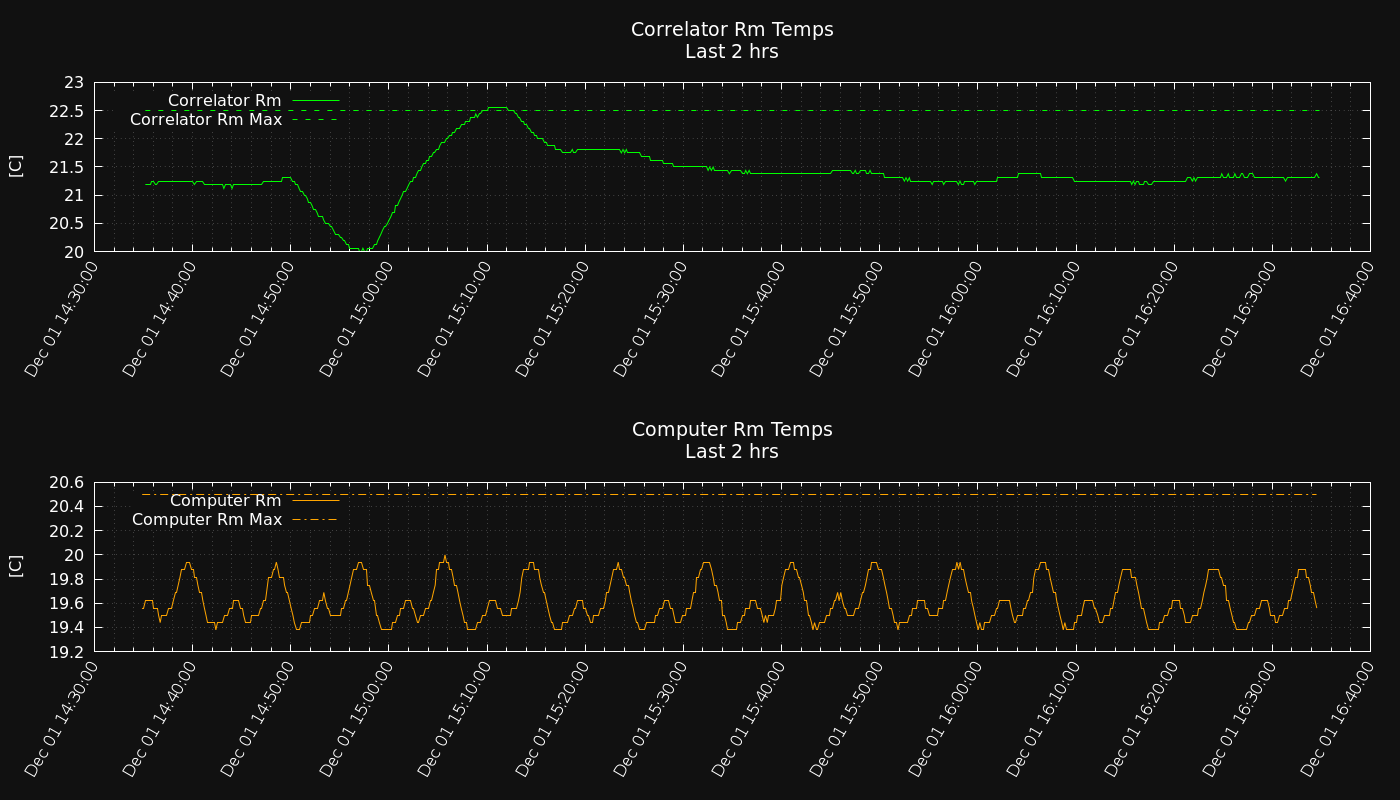 Correlator Rm Temps
Last 2 hrs
[C]
23
22.5
22
21.5
21
20.5
20
Correlator Rm
Correlator Rm Max
Dec 01 14:30:00
Dec 01 14:40:00
Dec 01 14:50:00
Dec 01 15:00:00
Dec 01 15:10:00
Dec 01 15:20:00
Dec 01 15:30:00
Dec 01 15:40:00
Dec 01 15:50:00
Dec 01 16:00:00
Dec 01 16:10:00
Dec 01 16:20:00
Dec 01 16:30:00
Dec 01 16:40:00
Computer Rm Temps
Last 2 hrs
[C]
20.6
20.4
20.2
20
19.8
19.6
19.4
19.2
Computer Rm
Computer Rm Max
Dec 01 14:30:00
Dec 01 14:40:00
Dec 01 14:50:00
Dec 01 15:00:00
Dec 01 15:10:00
Dec 01 15:20:00
Dec 01 15:30:00
Dec 01 15:40:00
Dec 01 15:50:00
Dec 01 16:00:00
Dec 01 16:10:00
Dec 01 16:20:00
Dec 01 16:30:00
Dec 01 16:40:00